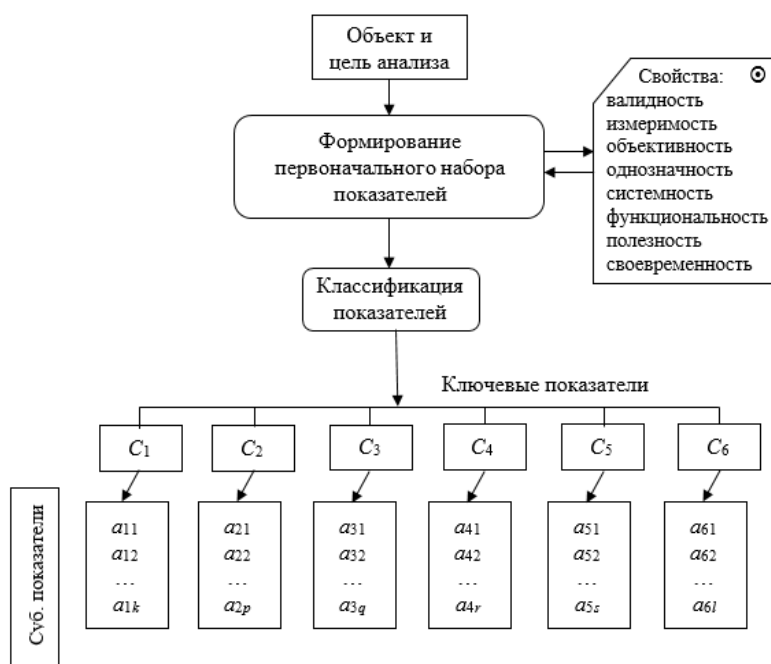 Объект и
цель анализа
Формирование
первоначального набора
показателей
Свойства:
валидность
измеримость
объективность
однозначность
системность
функциональность
полезность
своевременность
Классификация
показателей
Ключевые показатели
C1 C2 C3 C4 C5 C6
Суб. показатели
a11 a21 a31 a41 a51 a61
a12 a22 a32 a42 a52 a62
... ... ... ... ... ...
a1k a2p a3q a4r a5s a6l